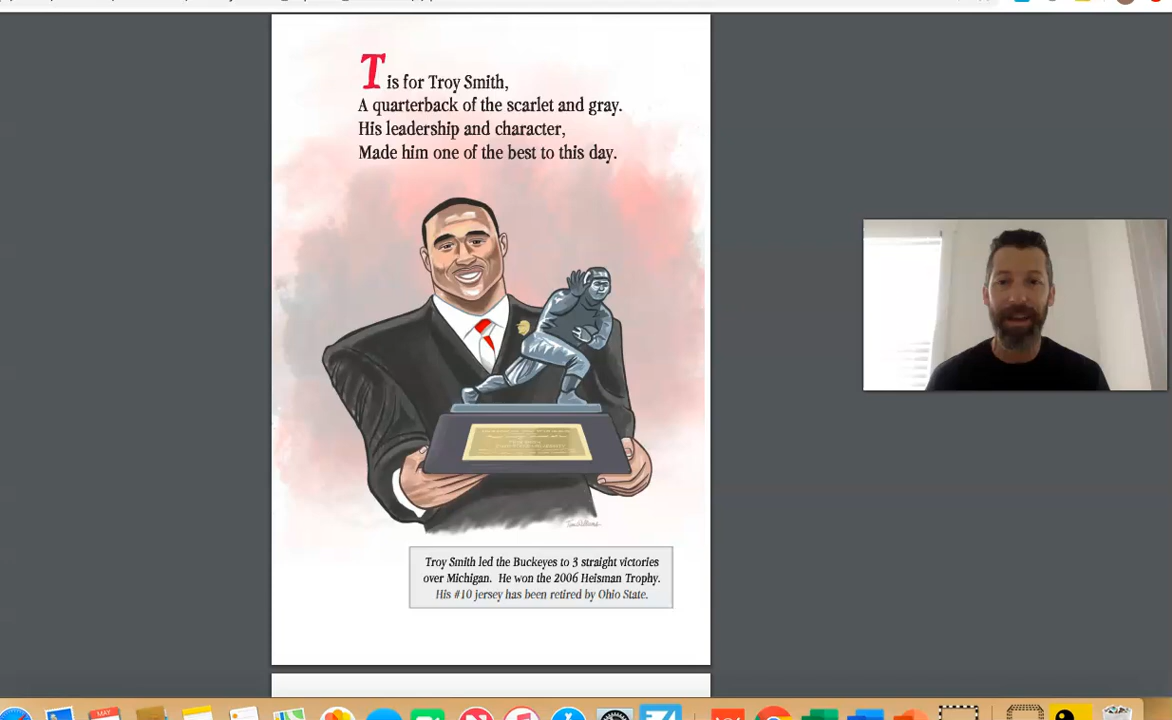 T is for Troy Smith,
A quarterback of the scarlet and gray.
His leadership and character,
Made him one of the best to this day.
Troy Smith led the Buckeyes to 3 straight victories
over Michigan. He won the 2006 Heisman Trophy.
His #10 jersey has been retired by Ohio State.
MAY